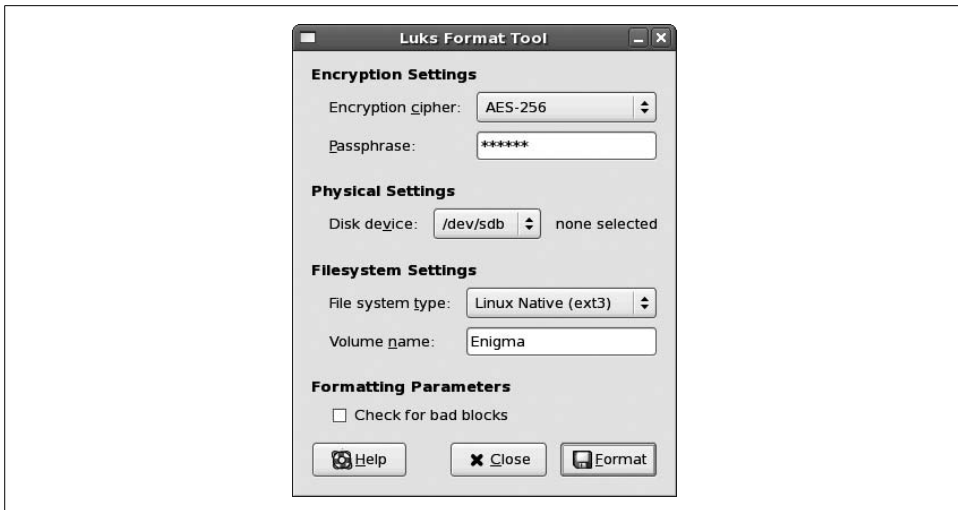 Luks Format Tool
Encryption Settings
Encryption cipher: AES-256
Passphrase: ******
Physical Settings
Disk device: /dev/sdb none selected
Filesystem Settings
File system type: Linux Native (ext3)
Volume name: Enigma
Formatting Parameters
Check for bad blocks
Help Close Format